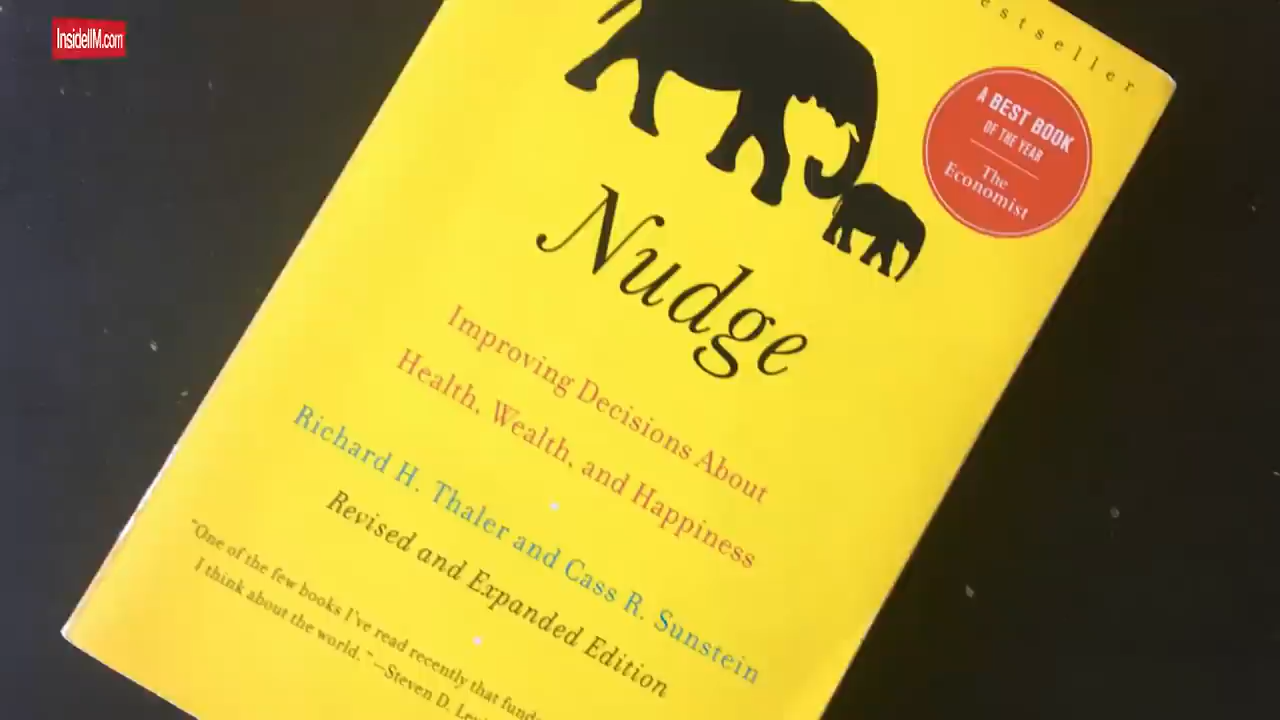 InsideIIM.com
estseller
A BEST BOOK
OF THE YEAR
The
Economist
Nudge
Improving Decisions About
Health, Wealth, and Happiness
Richard H. Thaler and Cass R. Sunstein
Revised and Expanded Edition
"One of the few books I've read recently that fund
I think about the world." —Steven D. Le